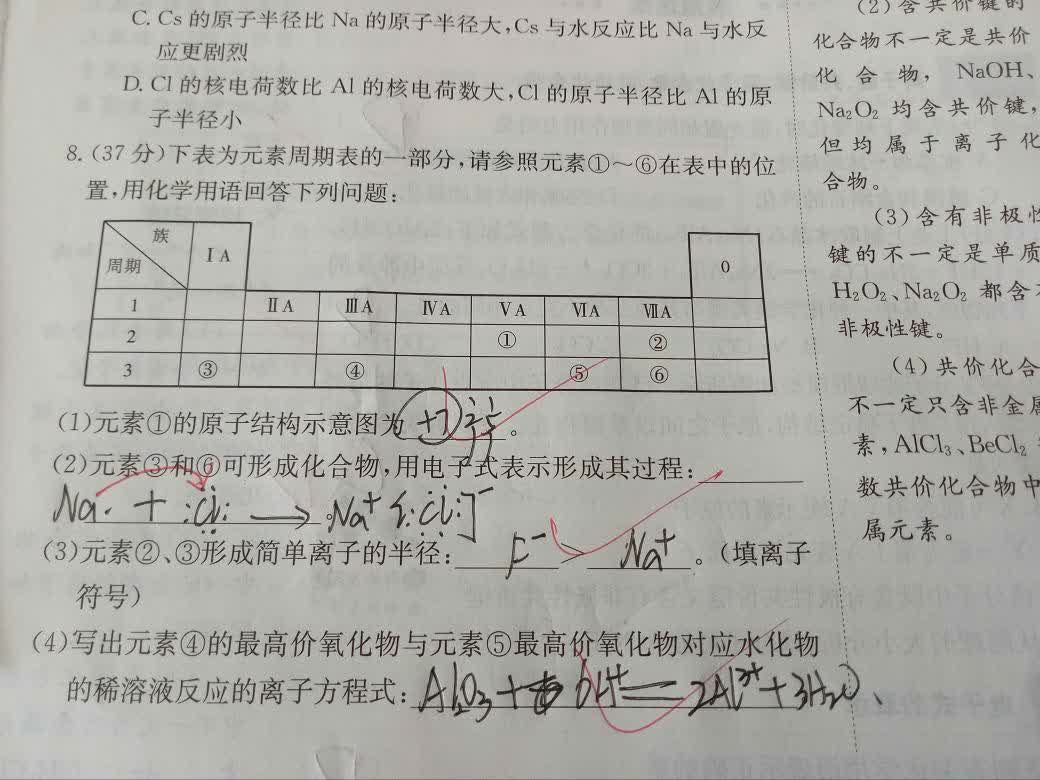 C. Cs 的原子半径比 Na 的原子半径大,Cs 与水反应比 Na 与水反
应更剧烈
D. Cl 的核电荷数比 Al 的核电荷数大,Cl 的原子半径比 Al 的原
子半径小
8. (37 分)下表为元素周期表的一部分,请参照元素①～⑥在表中的位
置,用化学用语回答下列问题:
族
周期
ⅠA
0
1 ⅡA ⅢA ⅣA ⅤA ⅥA ⅦA
2 ① ②
3 ③ ④ ⑤ ⑥
(1)元素①的原子结构示意图为 +7 2 5 。
(2)元素③和⑥可形成化合物,用电子式表示形成其过程:
Na· + :Cl: → Na⁺[:Cl:]⁻
(3)元素②、③形成简单离子的半径: F⁻ > Na⁺ 。(填离子
符号)
(4)写出元素④的最高价氧化物与元素⑤最高价氧化物对应水化物
的稀溶液反应的离子方程式: Al₂O₃ + 6H⁺ = 2Al³⁺ + 3H₂O
(2)含共价键的
化合物不一定是共价
化合物, NaOH、
Na₂O₂ 均含共价键,
但均属于离子化
合物。
(3)含有非极性
键的不一定是单质
H₂O₂、Na₂O₂ 都含
非极性键。
(4)共价化合
不一定只含非金属
素,AlCl₃、BeCl₂
数共价化合物中
属元素。